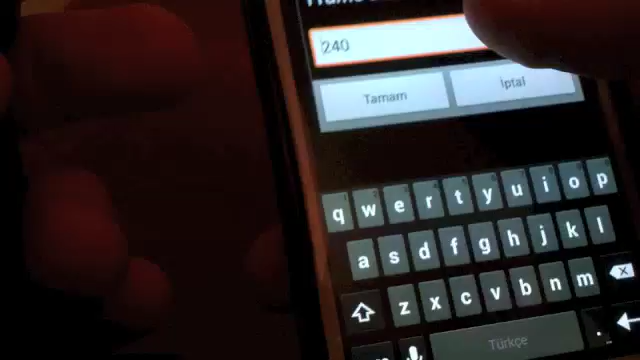 240
Tamam İptal
q w e r t y u i o p
a s d f g h j k l
z x c v b n m
Türkçe .